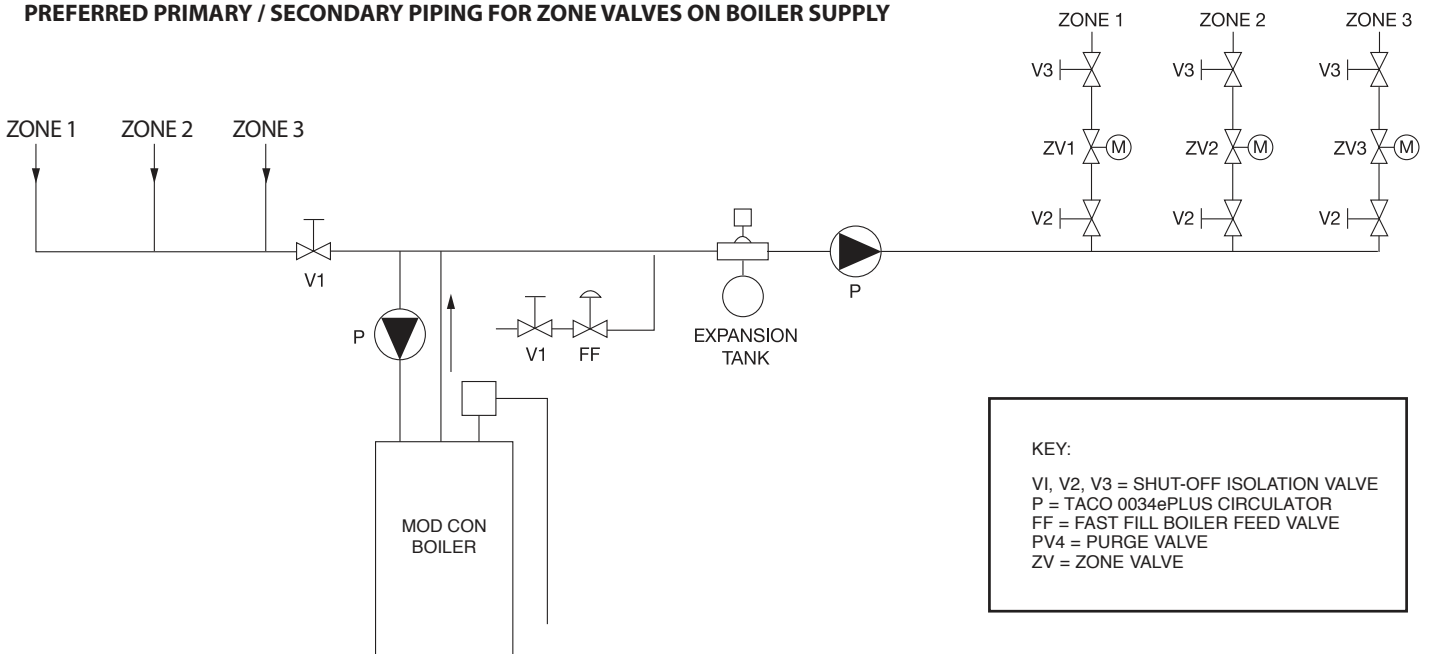 PREFERRED PRIMARY / SECONDARY PIPING FOR ZONE VALVES ON BOILER SUPPLY
ZONE 1 ZONE 2 ZONE 3
V3 V3 V3
ZONE 1 ZONE 2 ZONE 3
ZV1 M ZV2 M ZV3 M
V2 V2 V2
V1
P
P
V1 FF
EXPANSION
TANK
MOD CON
BOILER
KEY:
VI, V2, V3 = SHUT-OFF ISOLATION VALVE
P = TACO 0034ePLUS CIRCULATOR
FF = FAST FILL BOILER FEED VALVE
PV4 = PURGE VALVE
ZV = ZONE VALVE